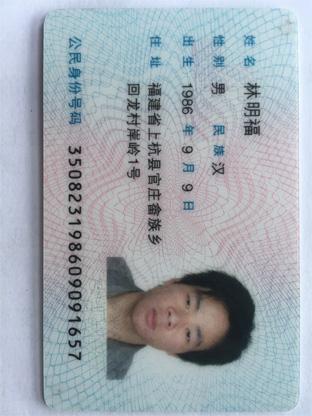 姓名 林明福
性别 男 民族 汉
出生 1986 年 9 月 9 日
住址 福建省上杭县官庄畲族乡
回龙村岸岭1号
公民身份号码 350823198609091657